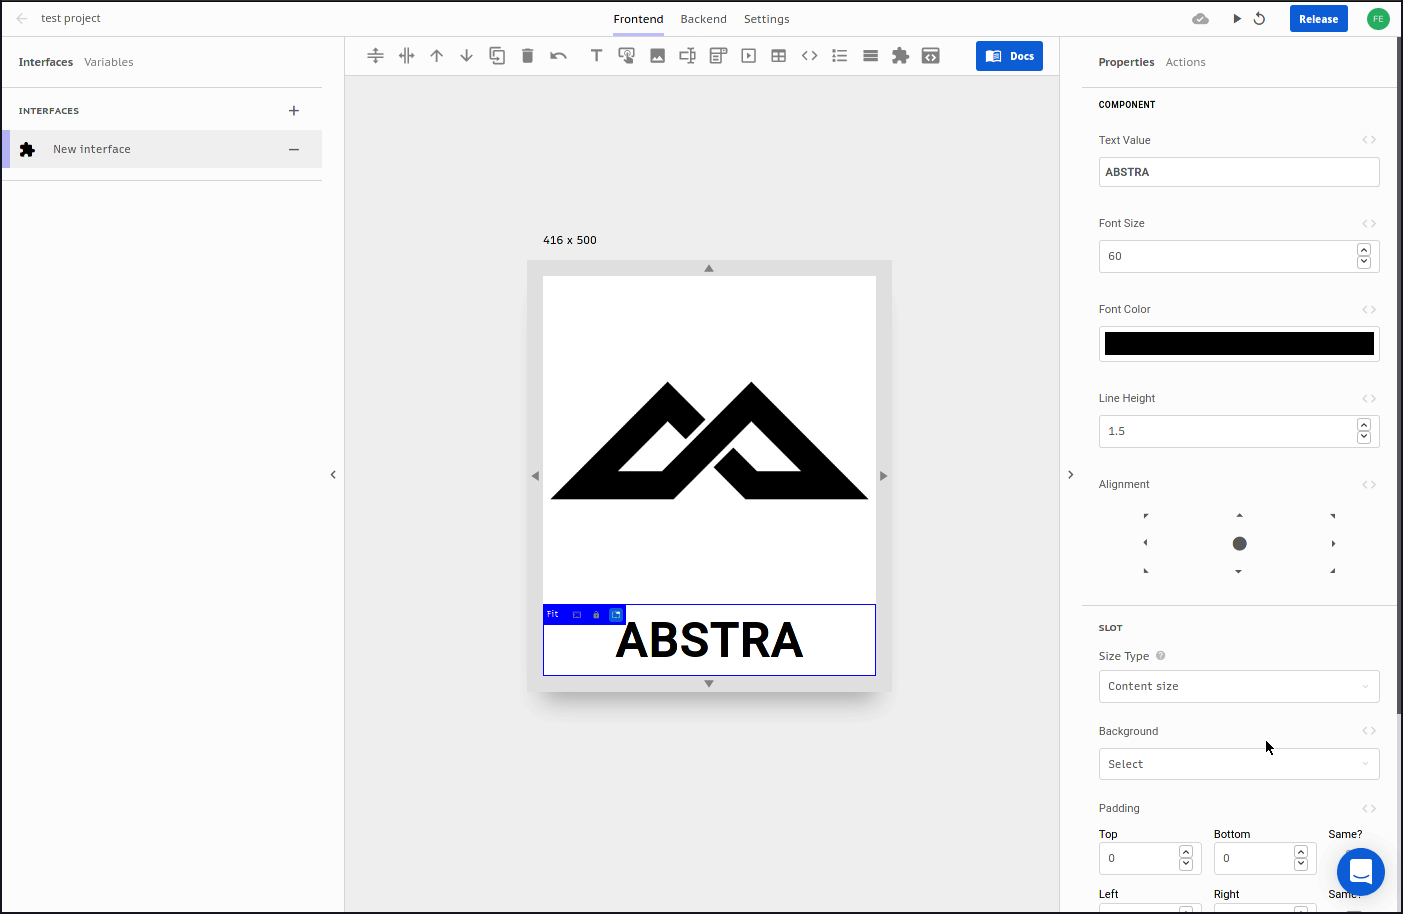 test project
Frontend Backend Settings
Release
FE
Interfaces Variables
Docs
Properties Actions
INTERFACES
New interface
COMPONENT
Text Value
ABSTRA
Font Size
60
Font Color
Line Height
1.5
Alignment
416 x 500
Fit
ABSTRA
SLOT
Size Type
Content size
Background
Select
Padding
Top Bottom Same?
0 0
Left Right Same?